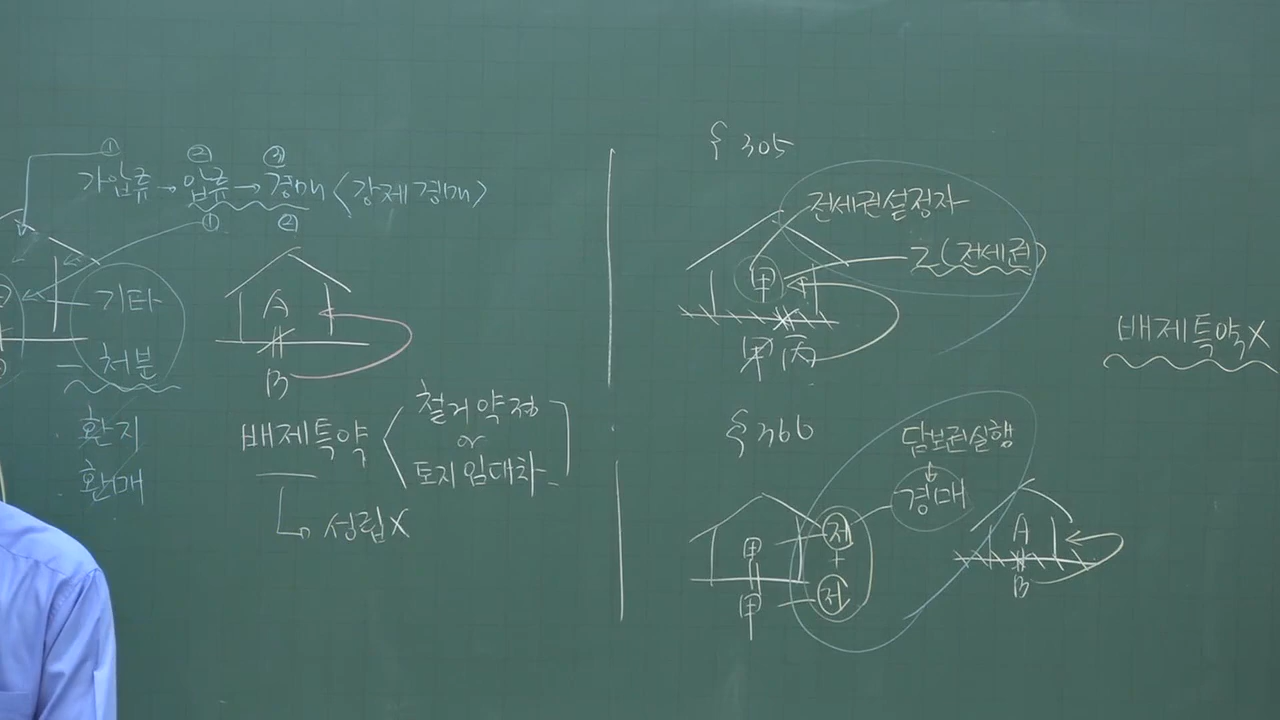 ① ② ③
가압류 → 압류 → 경매 〈강제 경매〉
① ②
기타
처분
· 환지
· 환매
A
B
배제특약 〈 철거약정
or
토지임대차
성립X
§305
전세권설정자
甲
乙(전세권)
甲 丙
배제특약X
§366
담보권실행
↓
경매
甲 저
+
甲 저
A
B